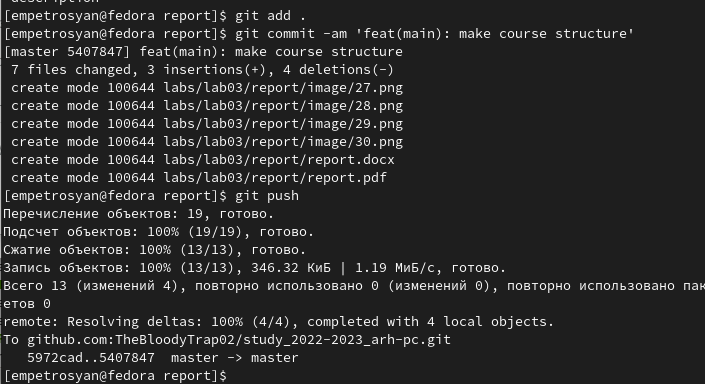 [empetrosyan@fedora report]$ git add .
[empetrosyan@fedora report]$ git commit -am 'feat(main): make course structure'
[master 5407847] feat(main): make course structure
 7 files changed, 3 insertions(+), 4 deletions(-)
 create mode 100644 labs/lab03/report/image/27.png
 create mode 100644 labs/lab03/report/image/28.png
 create mode 100644 labs/lab03/report/image/29.png
 create mode 100644 labs/lab03/report/image/30.png
 create mode 100644 labs/lab03/report/report.docx
 create mode 100644 labs/lab03/report/report.pdf
[empetrosyan@fedora report]$ git push
Перечисление объектов: 19, готово.
Подсчет объектов: 100% (19/19), готово.
Сжатие объектов: 100% (13/13), готово.
Запись объектов: 100% (13/13), 346.32 КиБ | 1.19 МиБ/с, готово.
Всего 13 (изменений 4), повторно использовано 0 (изменений 0), повторно использовано пак
етов 0
remote: Resolving deltas: 100% (4/4), completed with 4 local objects.
To github.com:TheBloodyTrap02/study_2022-2023_arh-pc.git
   5972cad..5407847  master -> master
[empetrosyan@fedora report]$